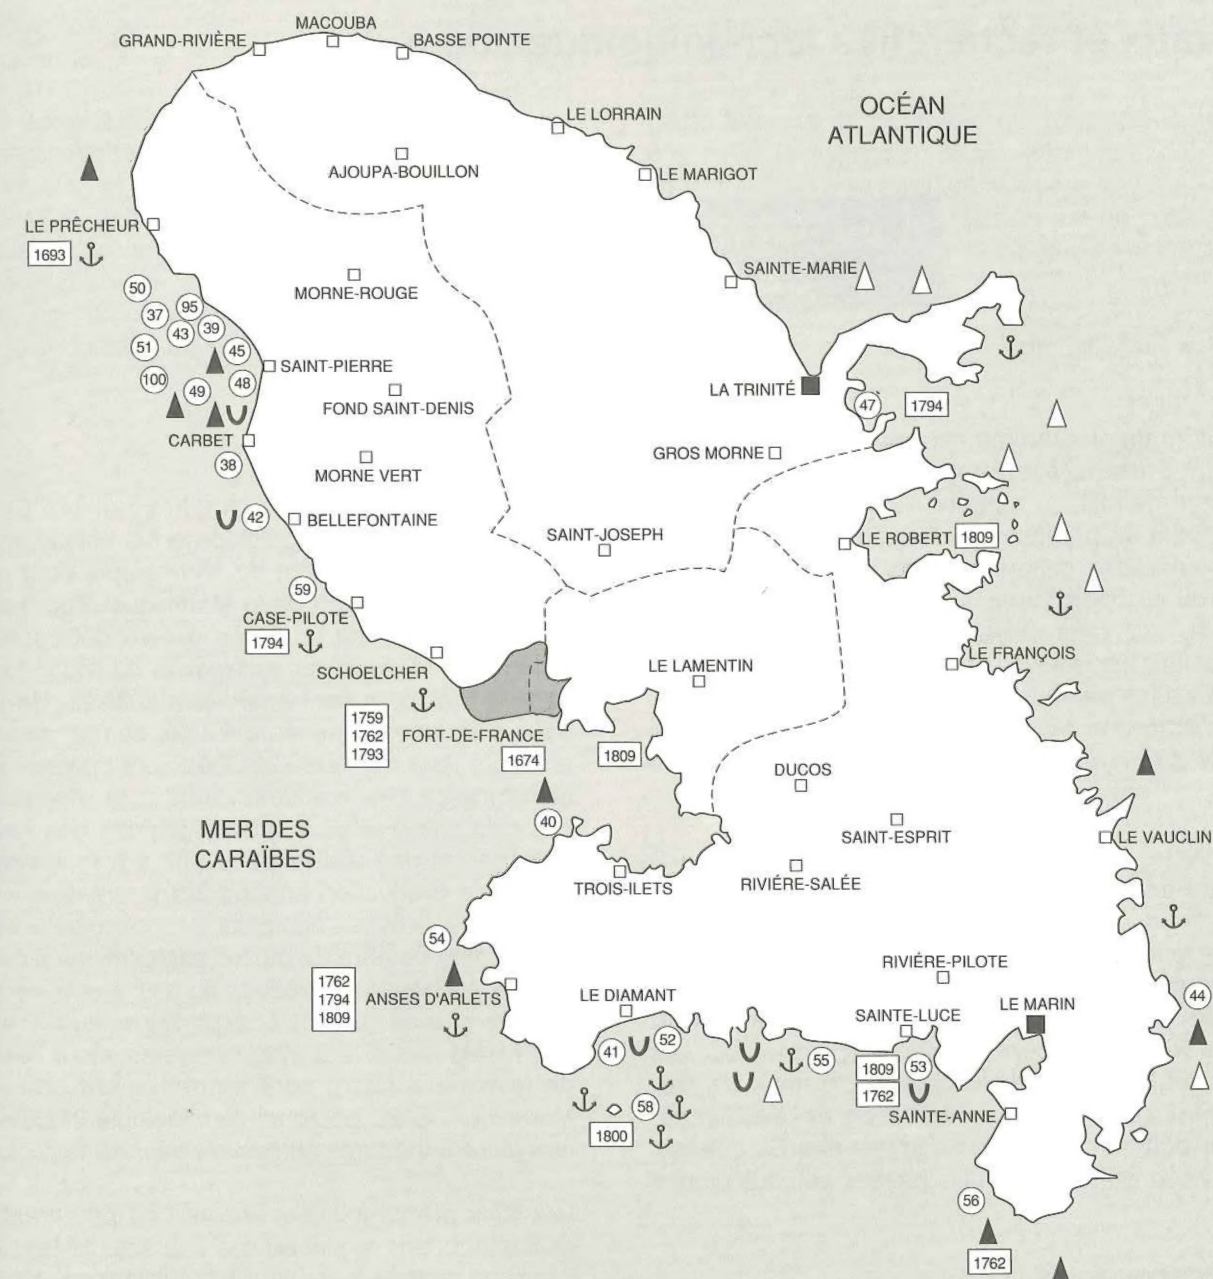 MACOUBA
GRAND-RIVIÈRE
BASSE POINTE
OCÉAN
ATLANTIQUE
LE LORRAIN
AJOUPA-BOUILLON
LE MARIGOT
LE PRÊCHEUR
1693
SAINTE-MARIE
MORNE-ROUGE
50
37
95
43
39
51
45
SAINT-PIERRE
100
49
48
FOND SAINT-DENIS
LA TRINITÉ
47
1794
CARBET
38
MORNE VERT
GROS MORNE
42
BELLEFONTAINE
SAINT-JOSEPH
LE ROBERT
1809
59
CASE-PILOTE
1794
SCHOELCHER
LE LAMENTIN
LE FRANÇOIS
1759
1762
1793
FORT-DE-FRANCE
1674
1809
DUCOS
40
MER DES
CARAÏBES
SAINT-ESPRIT
LE VAUCLIN
TROIS-ILETS
RIVIÉRE-SALÉE
54
1762
1794
1809
ANSES D'ARLETS
RIVIÉRE-PILOTE
LE DIAMANT
SAINTE-LUCE
LE MARIN
44
41
52
55
1809
53
1762
58
1800
SAINTE-ANNE
56
1762